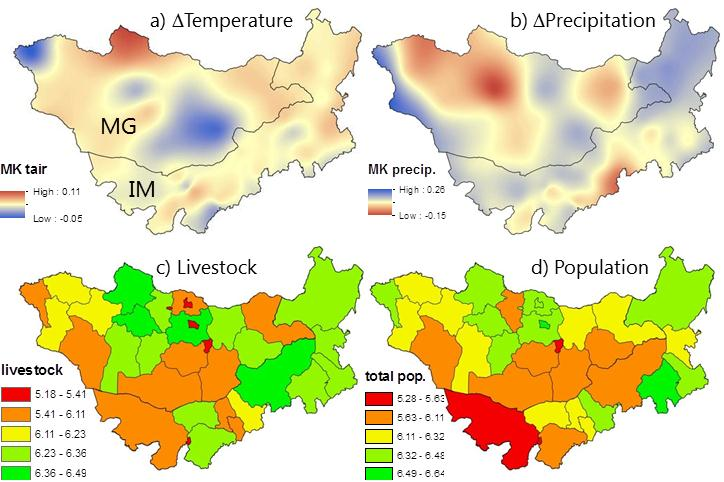 a) ΔTemperature
MG
IM
MK tair
High : 0.11
Low : -0.05
b) ΔPrecipitation
MK precip.
High : 0.26
Low : -0.15
c) Livestock
livestock
5.18 - 5.41
5.41 - 6.11
6.11 - 6.23
6.23 - 6.36
6.36 - 6.49
d) Population
total pop.
5.28 - 5.63
5.63 - 6.11
6.11 - 6.32
6.32 - 6.48
6.49 - 6.64